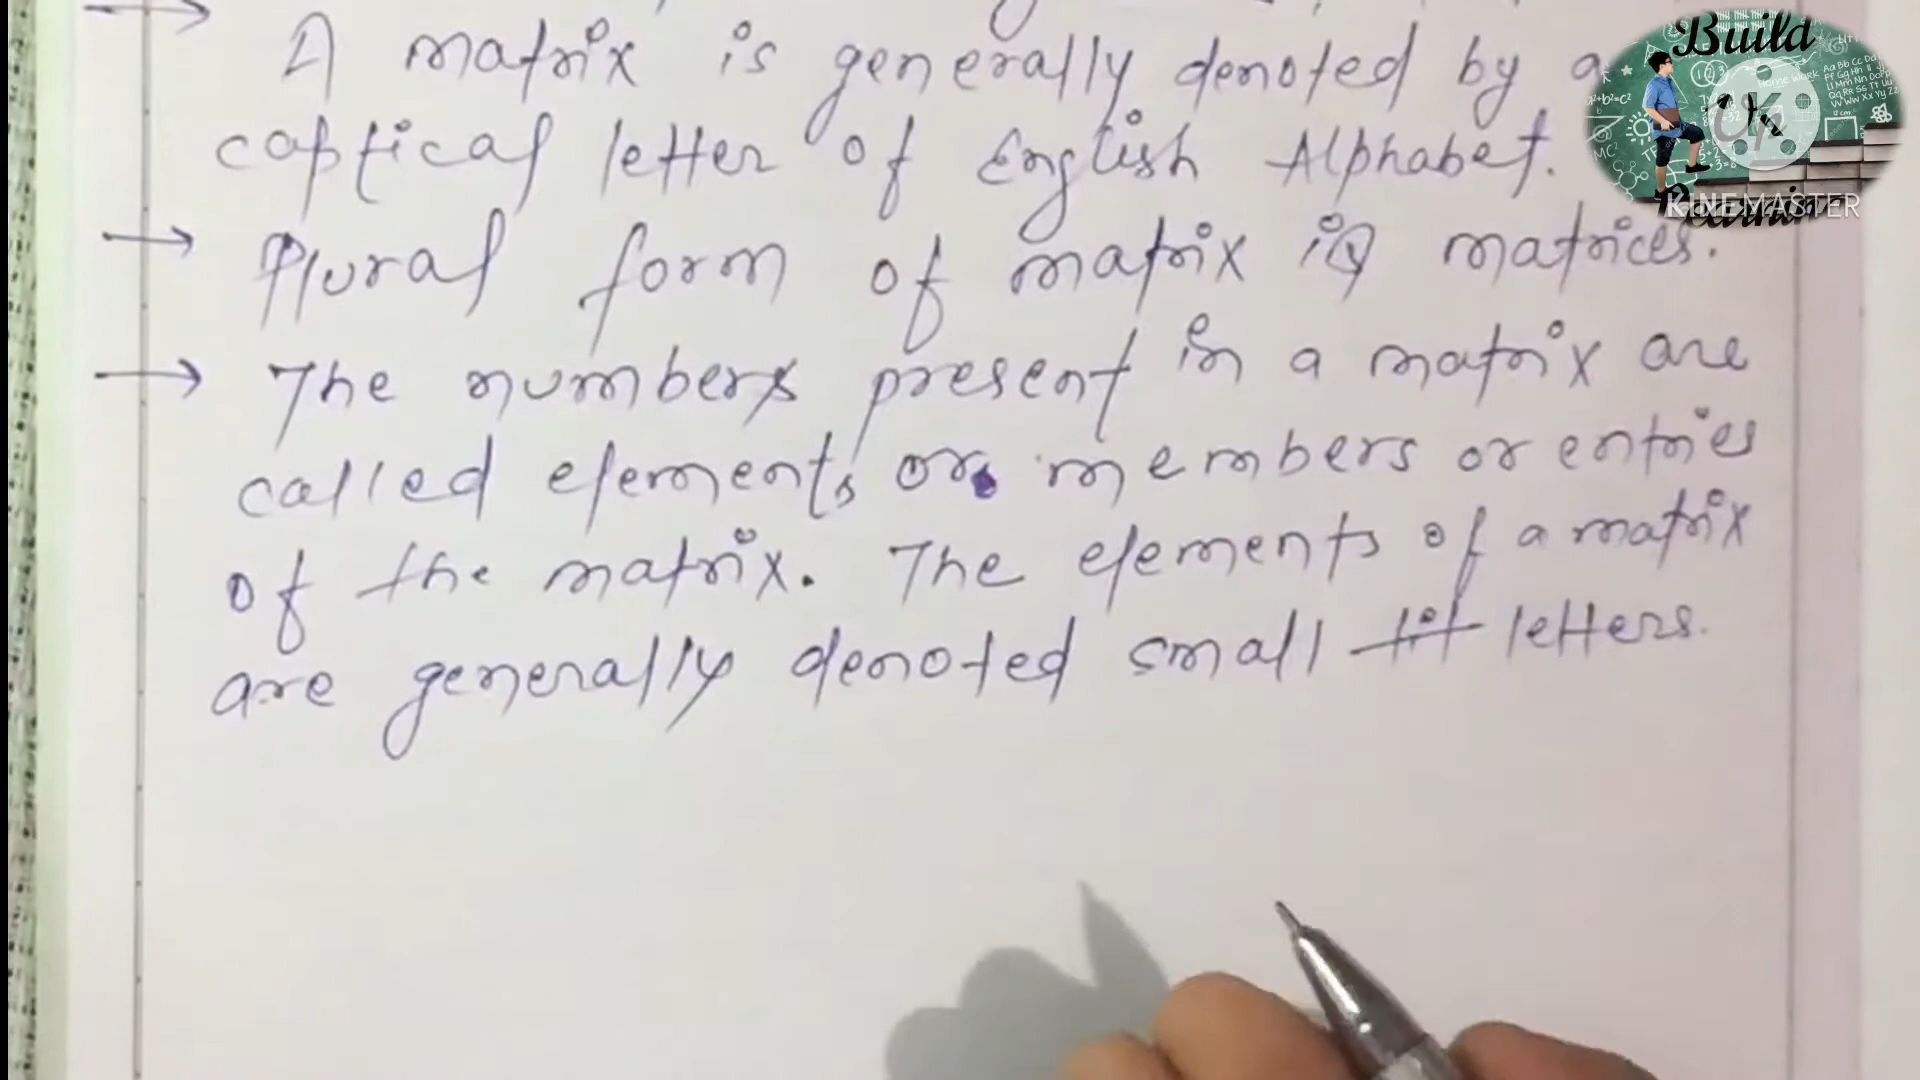 A matrix is generally denoted by a
captical letter of English Alphabet.
→ Plural form of matrix is matrices.
→ The numbers present in a matrix are
called elements or members or entries
of the matrix. The elements of a matrix
are generally denoted small letters.
Build
KINEMASTER